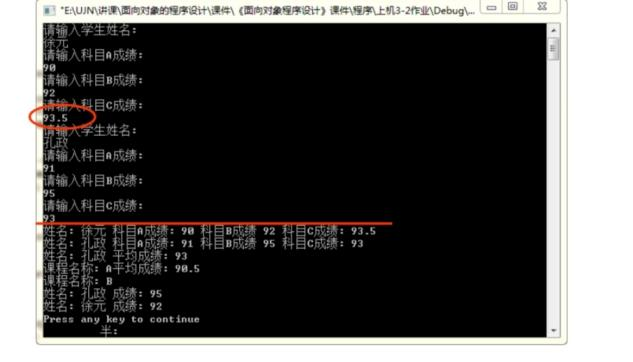 "E:\UJN\讲课\面向对象的程序设计\课件\《面向对象程序设计》课件\程序\上机3-2作业\Debug\...
请输入学生姓名:
徐元
请输入科目A成绩:
90
请输入科目B成绩:
92
请输入科目C成绩:
93.5
请输入学生姓名:
孔政
请输入科目A成绩:
91
请输入科目B成绩:
95
请输入科目C成绩:
93
姓名: 徐元 科目A成绩: 90 科目B成绩 92 科目C成绩: 93.5
姓名: 孔政 科目A成绩: 91 科目B成绩 95 科目C成绩: 93
姓名: 孔政 平均成绩: 93
课程名称: A平均成绩: 90.5
课程名称: B
姓名: 孔政 成绩: 95
姓名: 徐元 成绩: 92
Press any key to continue
半: